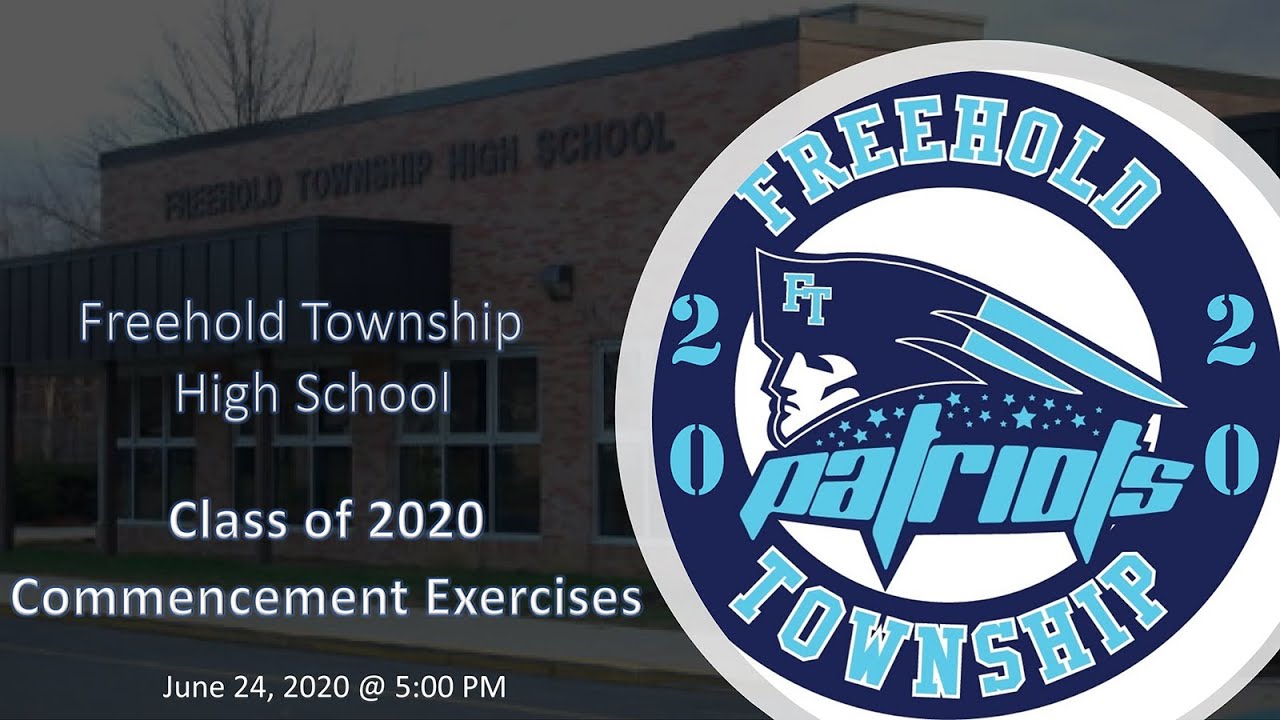 FREEHOLD TOWNSHIP HIGH SCHOOL
Freehold Township
High School
Class of 2020
Commencement Exercises
June 24, 2020 @ 5:00 PM
FREEHOLD
FT
2 2
0 0
patriots
TOWNSHIP